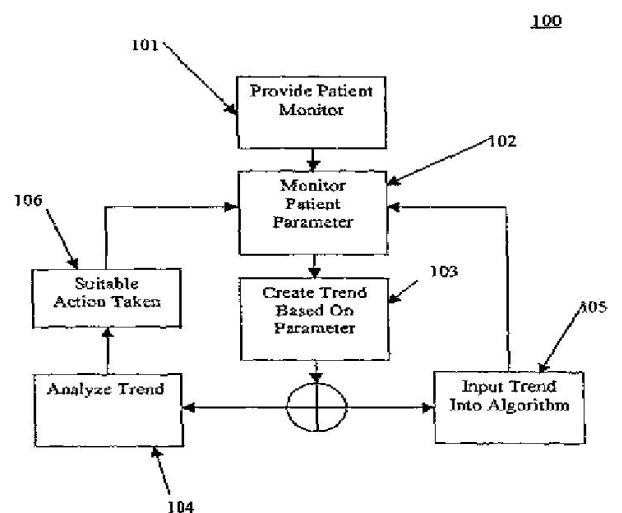 100
101
Provide Patient
Monitor
102
Monitor
Patient
Parameter
106
Suitable
Action Taken
103
Create Trend
Based On
Parameter
105
Analyze Trend
Input Trend
Into Algorithm
104